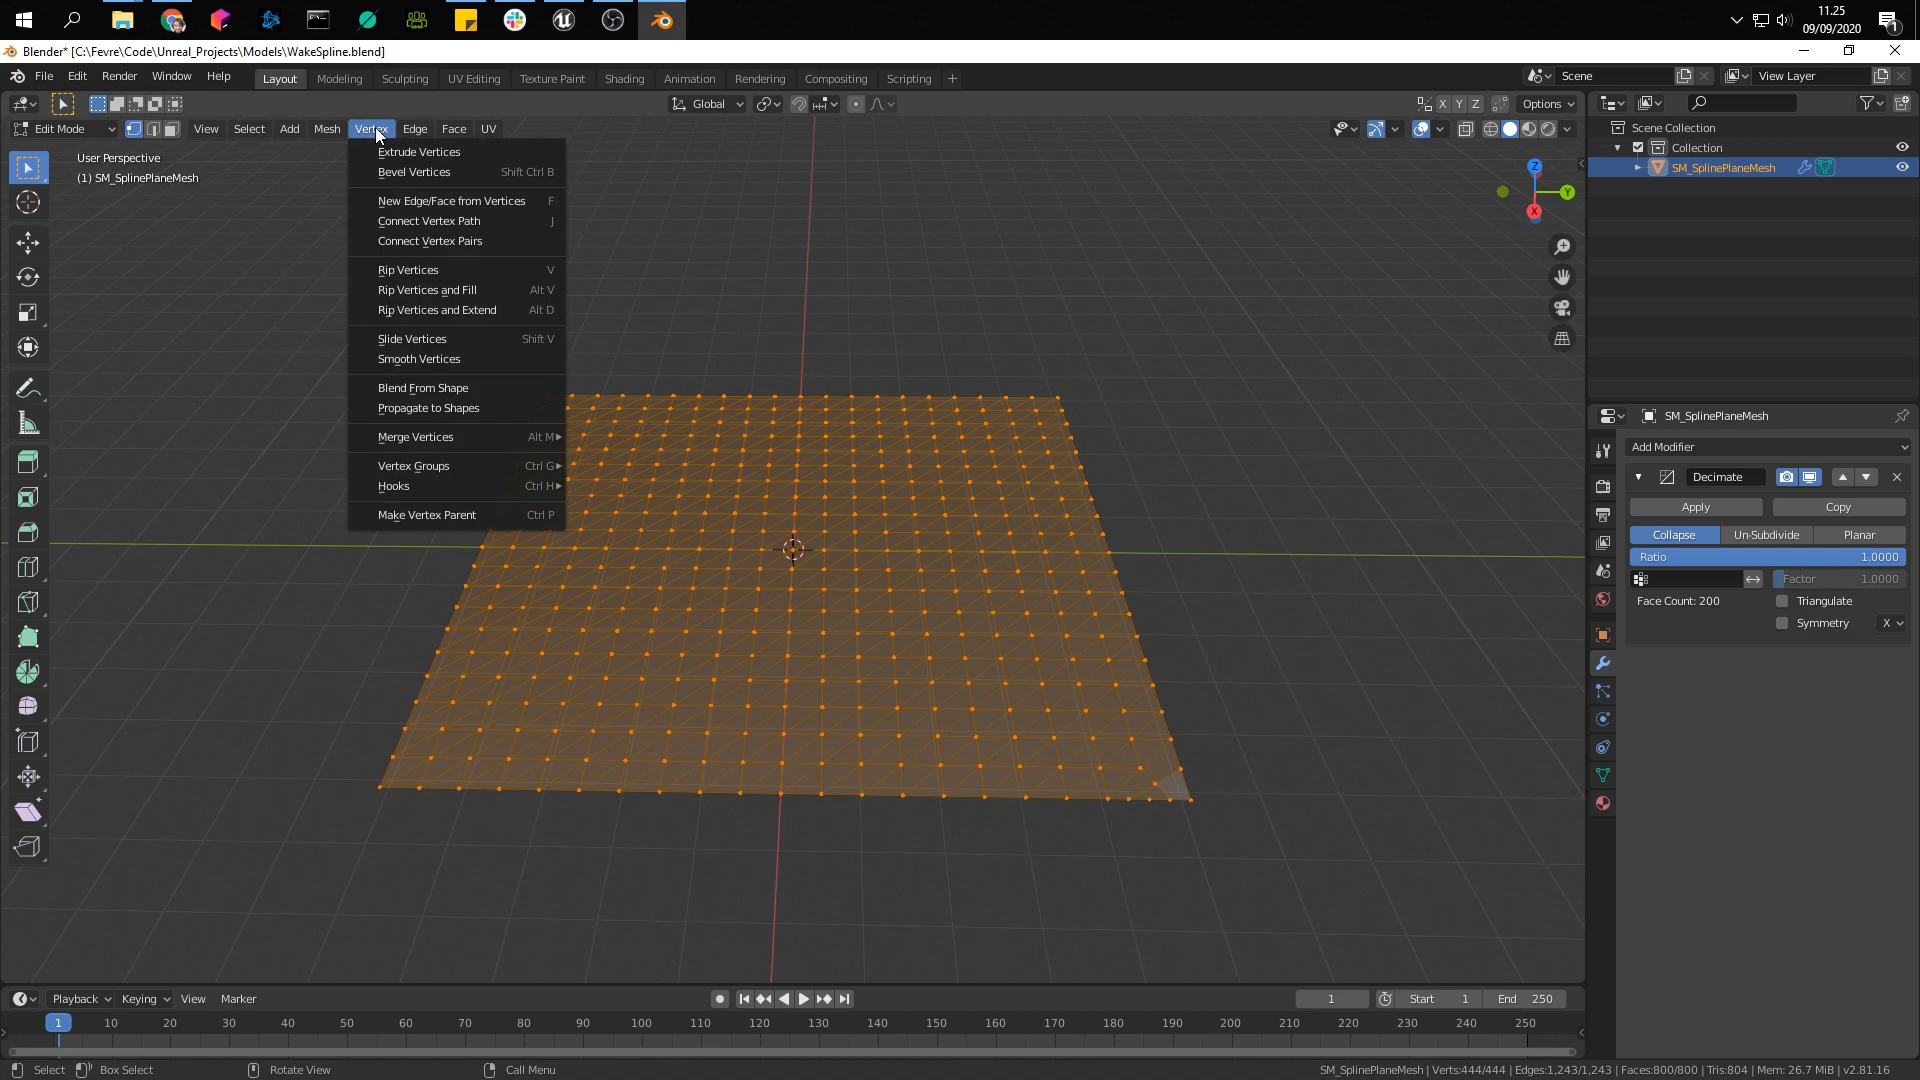 11.25
09/09/2020
1
Blender* [C:\Fevre\Code\Unreal_Projects\Models\WakeSpline.blend]
File Edit Render Window Help
Layout Modeling Sculpting UV Editing Texture Paint Shading Animation Rendering Compositing Scripting +
Scene
View Layer
Global
X Y Z
Options
Edit Mode
View Select Add Mesh Vertex Edge Face UV
User Perspective
(1) SM_SplinePlaneMesh
Extrude Vertices
Bevel Vertices Shift Ctrl B
New Edge/Face from Vertices F
Connect Vertex Path J
Connect Vertex Pairs
Rip Vertices V
Rip Vertices and Fill Alt V
Rip Vertices and Extend Alt D
Slide Vertices Shift V
Smooth Vertices
Blend From Shape
Propagate to Shapes
Merge Vertices Alt M
Vertex Groups Ctrl G
Hooks Ctrl H
Make Vertex Parent Ctrl P
Z
Y
X
Scene Collection
Collection
SM_SplinePlaneMesh
SM_SplinePlaneMesh
Add Modifier
Decimate
Apply Copy
Collapse Un-Subdivide Planar
Ratio 1.0000
Factor 1.0000
Face Count: 200
Triangulate
Symmetry X
Playback Keying View Marker
1
Start 1
End 250
1 10 20 30 40 50 60 70 80 90 100 110 120 130 140 150 160 170 180 190 200 210 220 230 240 250
Select Box Select Rotate View Call Menu
SM_SplinePlaneMesh | Verts:444/444 | Edges:1,243/1,243 | Faces:800/800 | Tris:804 | Mem: 26.7 MiB | v2.81.16